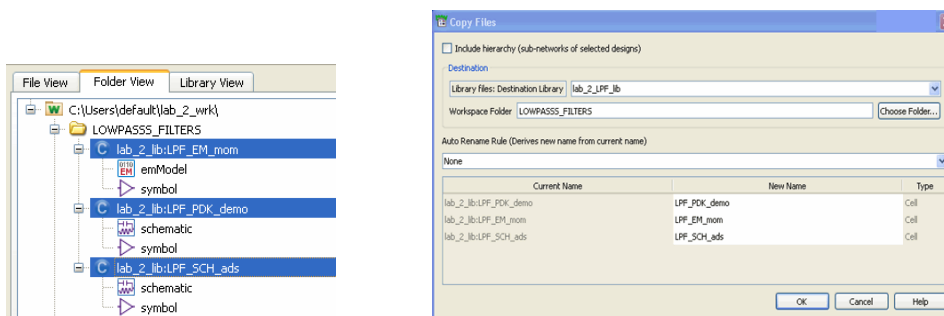 File View Folder View Library View
C:\Users\default\lab_2_wrk\
LOWPASSS_FILTERS
lab_2_lib:LPF_EM_mom
emModel
symbol
lab_2_lib:LPF_PDK_demo
schematic
symbol
lab_2_lib:LPF_SCH_ads
schematic
symbol
Copy Files
Include hierarchy (sub-networks of selected designs)
Destination
Library files: Destination Library lab_2_LPF_lib
Workspace Folder LOWPASSS_FILTERS Choose Folder...
Auto Rename Rule (Derives new name from current name)
None
Current Name New Name Type
lab_2_lib:LPF_PDK_demo LPF_PDK_demo Cell
lab_2_lib:LPF_EM_mom LPF_EM_mom Cell
lab_2_lib:LPF_SCH_ads LPF_SCH_ads Cell
OK Cancel Help